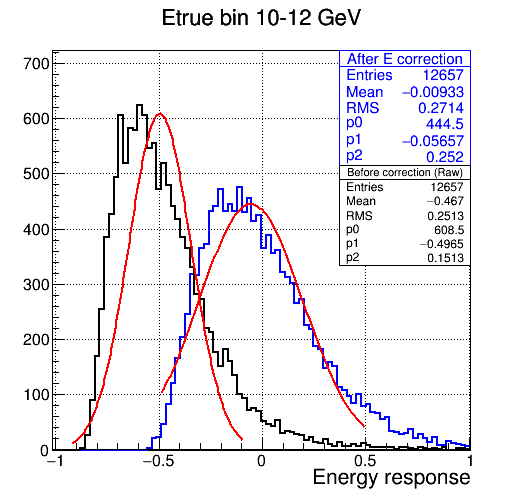 Etrue bin 10-12 GeV
After E correction
Entries 12657
Mean −0.00933
RMS 0.2714
p0 444.5
p1 −0.05657
p2 0.252
Before correction (Raw)
Entries 12657
Mean −0.467
RMS 0.2513
p0 608.5
p1 −0.4965
p2 0.1513
700
600
500
400
300
200
100
0
−1 −0.5 0 0.5 1
Energy response